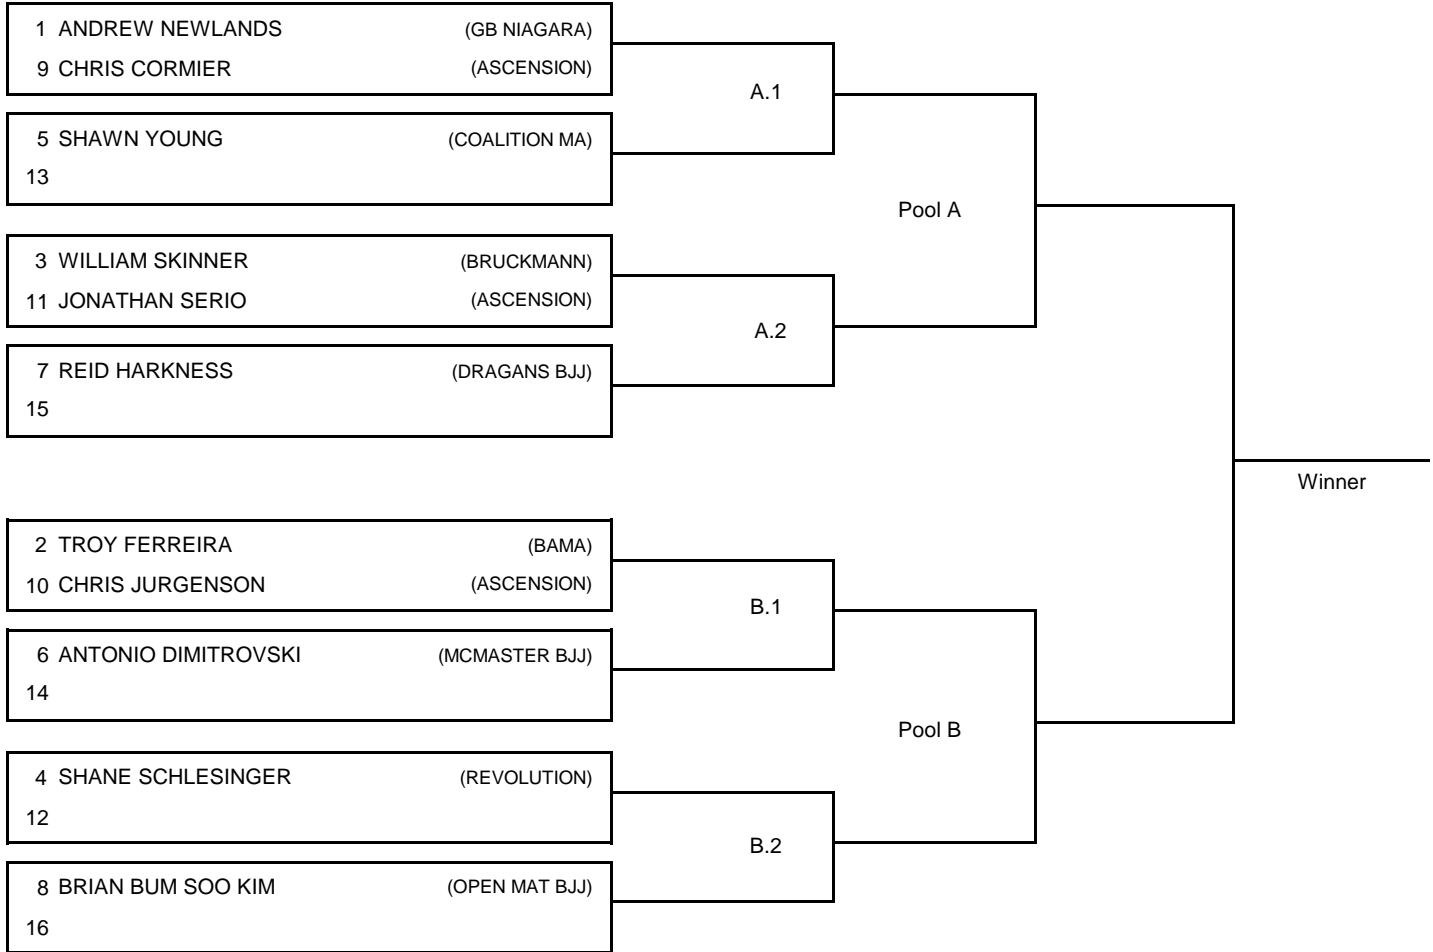 1 ANDREW NEWLANDS (GB NIAGARA)
9 CHRIS CORMIER (ASCENSION)
A.1
5 SHAWN YOUNG (COALITION MA)
13
Pool A
3 WILLIAM SKINNER (BRUCKMANN)
11 JONATHAN SERIO (ASCENSION)
A.2
7 REID HARKNESS (DRAGANS BJJ)
15
Winner
2 TROY FERREIRA (BAMA)
10 CHRIS JURGENSON (ASCENSION)
B.1
6 ANTONIO DIMITROVSKI (MCMASTER BJJ)
14
Pool B
4 SHANE SCHLESINGER (REVOLUTION)
12
B.2
8 BRIAN BUM SOO KIM (OPEN MAT BJJ)
16